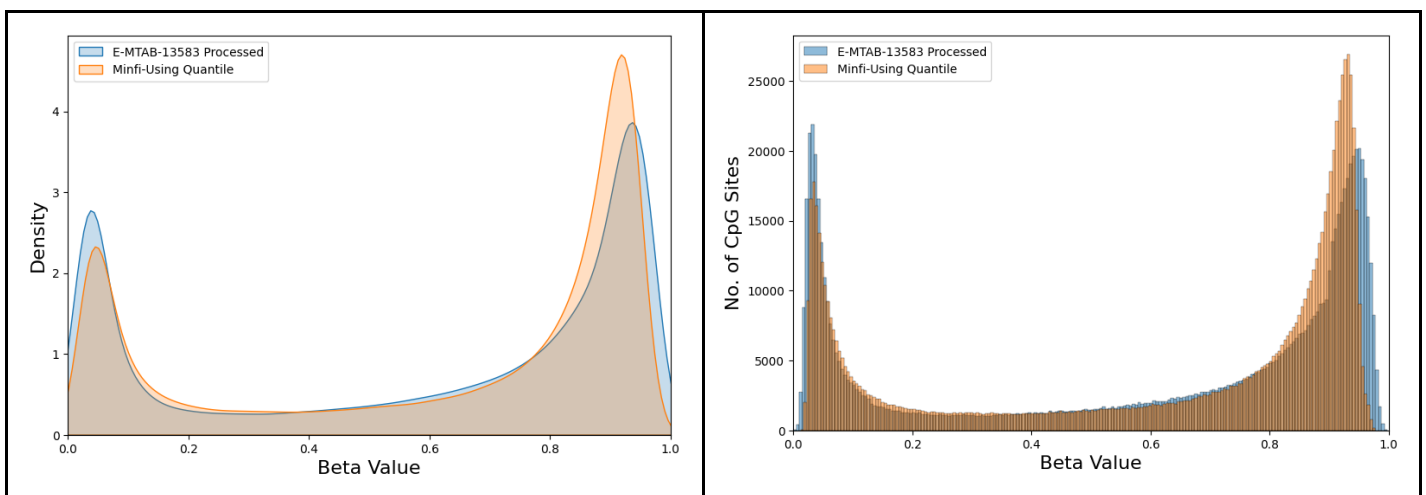 E-MTAB-13583 Processed
Minfi-Using Quantile
4
3
2
1
0
Density
0.0 0.2 0.4 0.6 0.8 1.0
Beta Value
E-MTAB-13583 Processed
Minfi-Using Quantile
25000
20000
15000
10000
5000
0
No. of CpG Sites
0.0 0.2 0.4 0.6 0.8 1.0
Beta Value